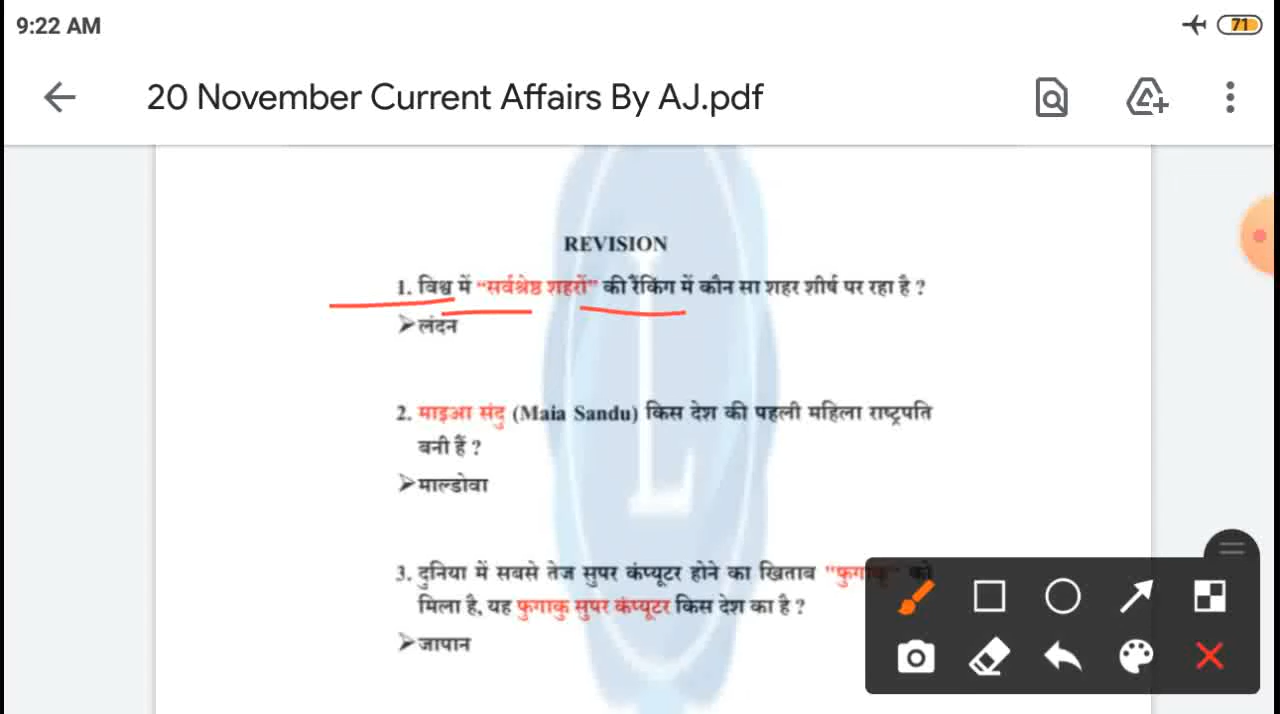 9:22 AM
71
20 November Current Affairs By AJ.pdf
REVISION
1. विश्व में “सर्वश्रेष्ठ शहरों” की रैंकिंग में कौन सा शहर शीर्ष पर रहा है ?
➢लंदन
2. माइआ संदु (Maia Sandu) किस देश की पहली महिला राष्ट्रपति
बनी हैं ?
➢माल्डोवा
3. दुनिया में सबसे तेज सुपर कंप्यूटर होने का खिताब "फुगाकु" को
मिला है, यह फुगाकु सुपर कंप्यूटर किस देश का है ?
➢जापान
L